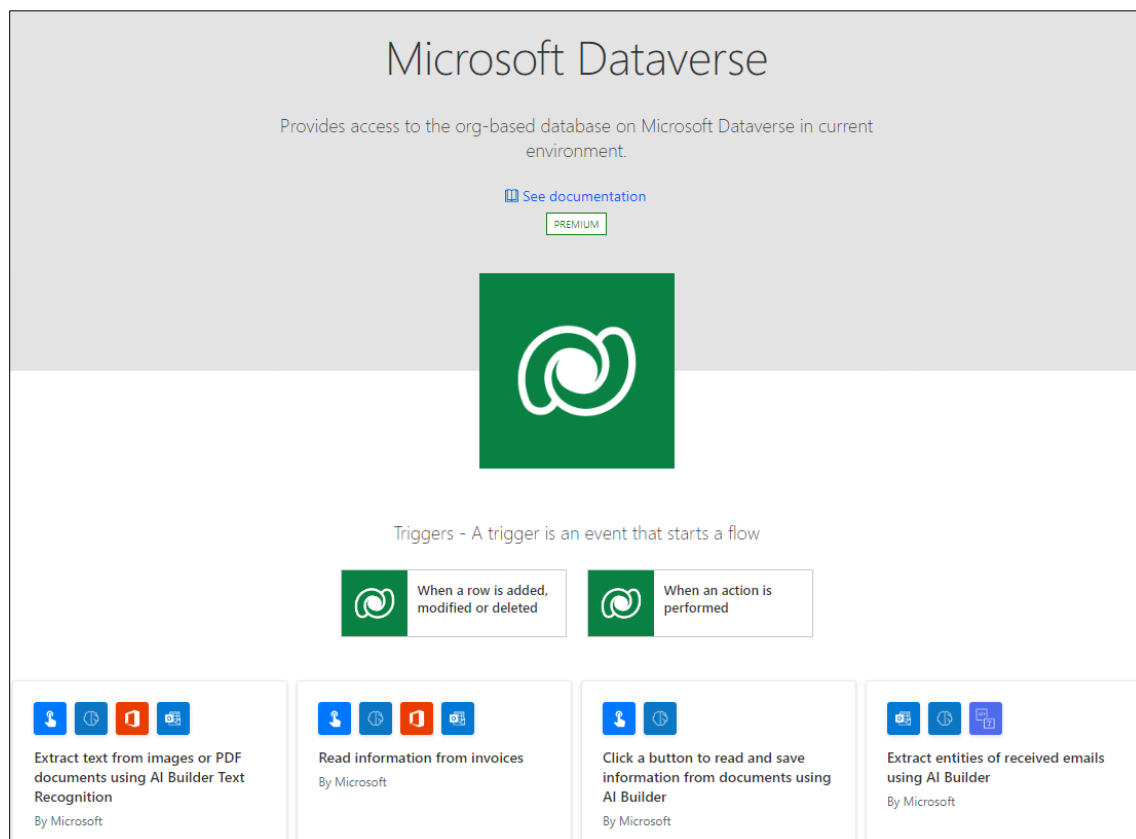 Microsoft Dataverse
Provides access to the org-based database on Microsoft Dataverse in current
environment.
See documentation
PREMIUM
Triggers - A trigger is an event that starts a flow
When a row is added,
modified or deleted
When an action is
performed
Extract text from images or PDF
documents using AI Builder Text
Recognition
By Microsoft
Read information from invoices
By Microsoft
Click a button to read and save
information from documents using
AI Builder
By Microsoft
Extract entities of received emails
using AI Builder
By Microsoft